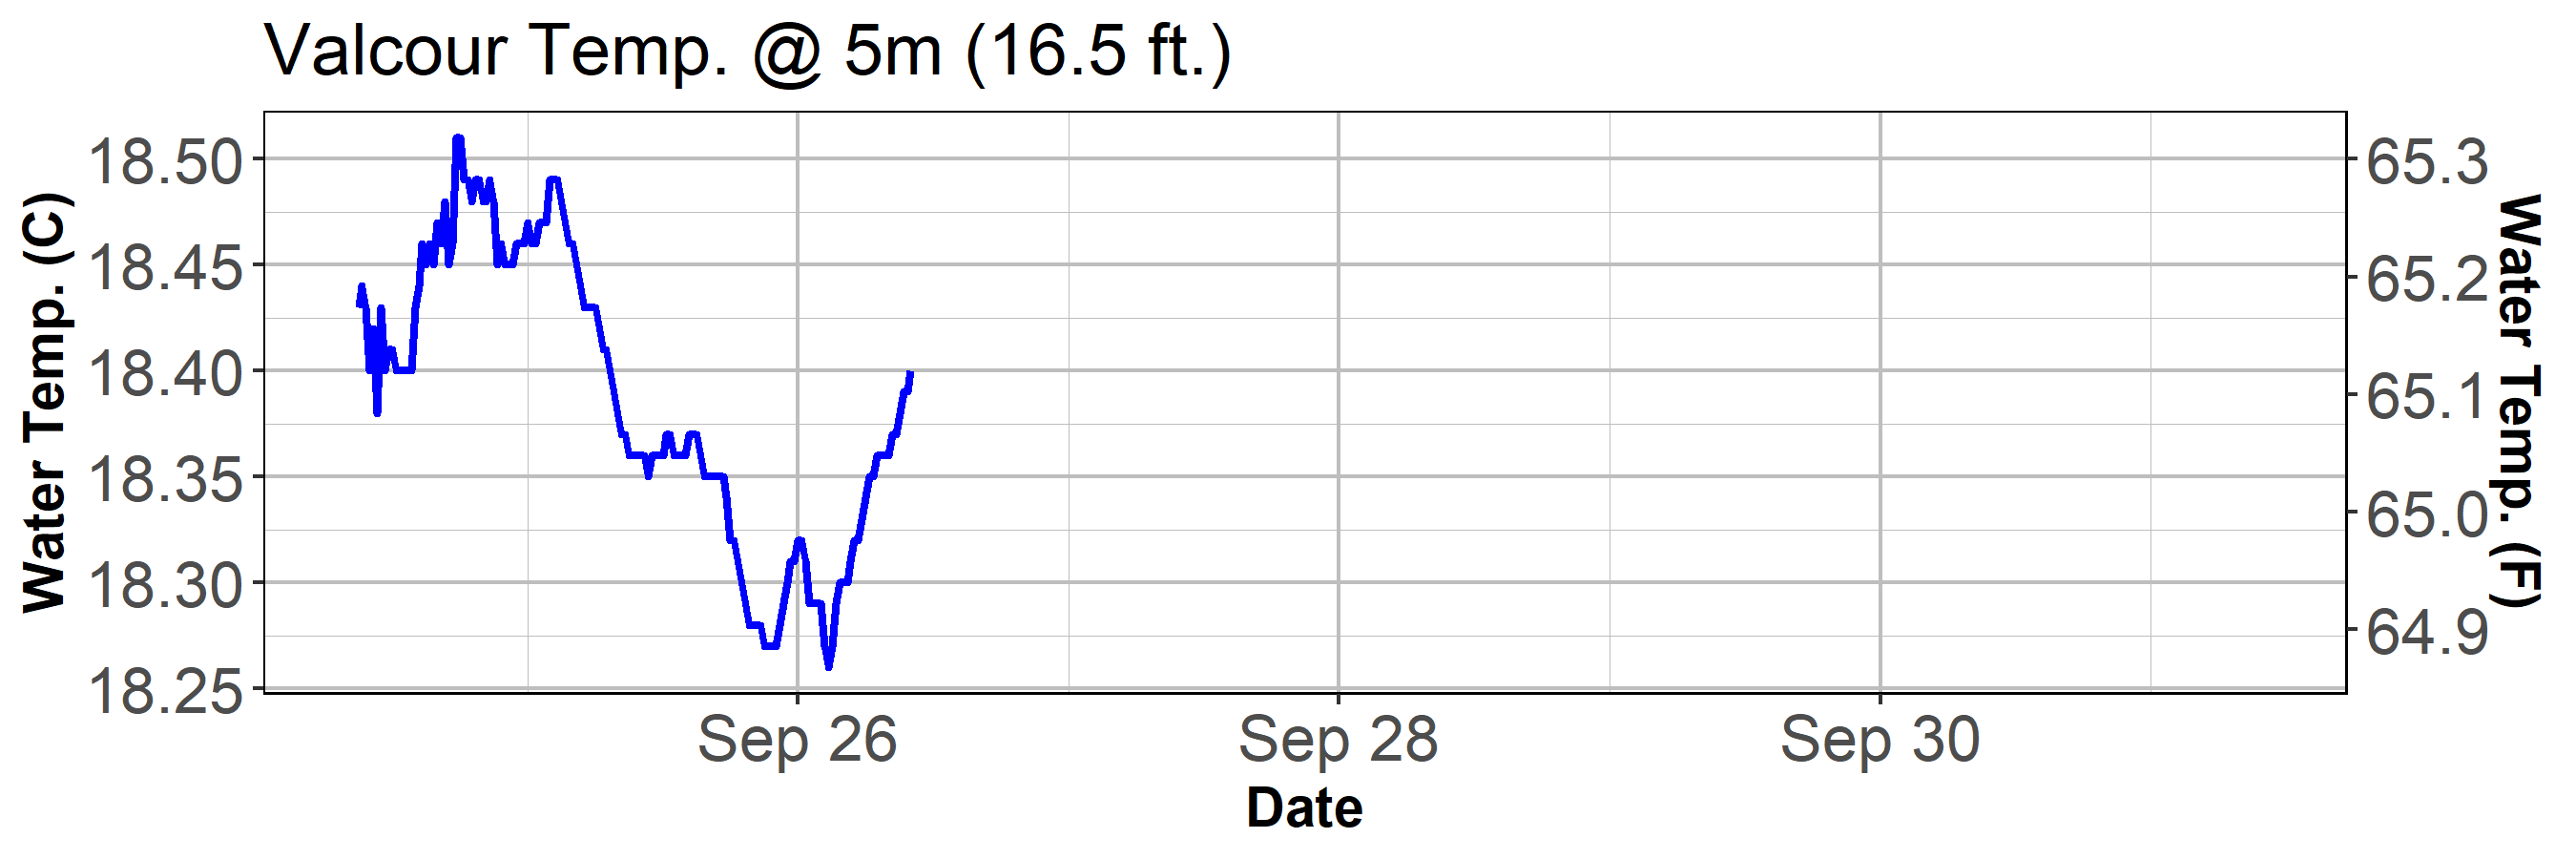 Valcour Temp. @ 5m (16.5 ft.)
Water Temp. (C)
18.50
18.45
18.40
18.35
18.30
18.25
65.3
65.2
65.1
65.0
64.9
Water Temp. (F)
Sep 26 Sep 28 Sep 30
Date